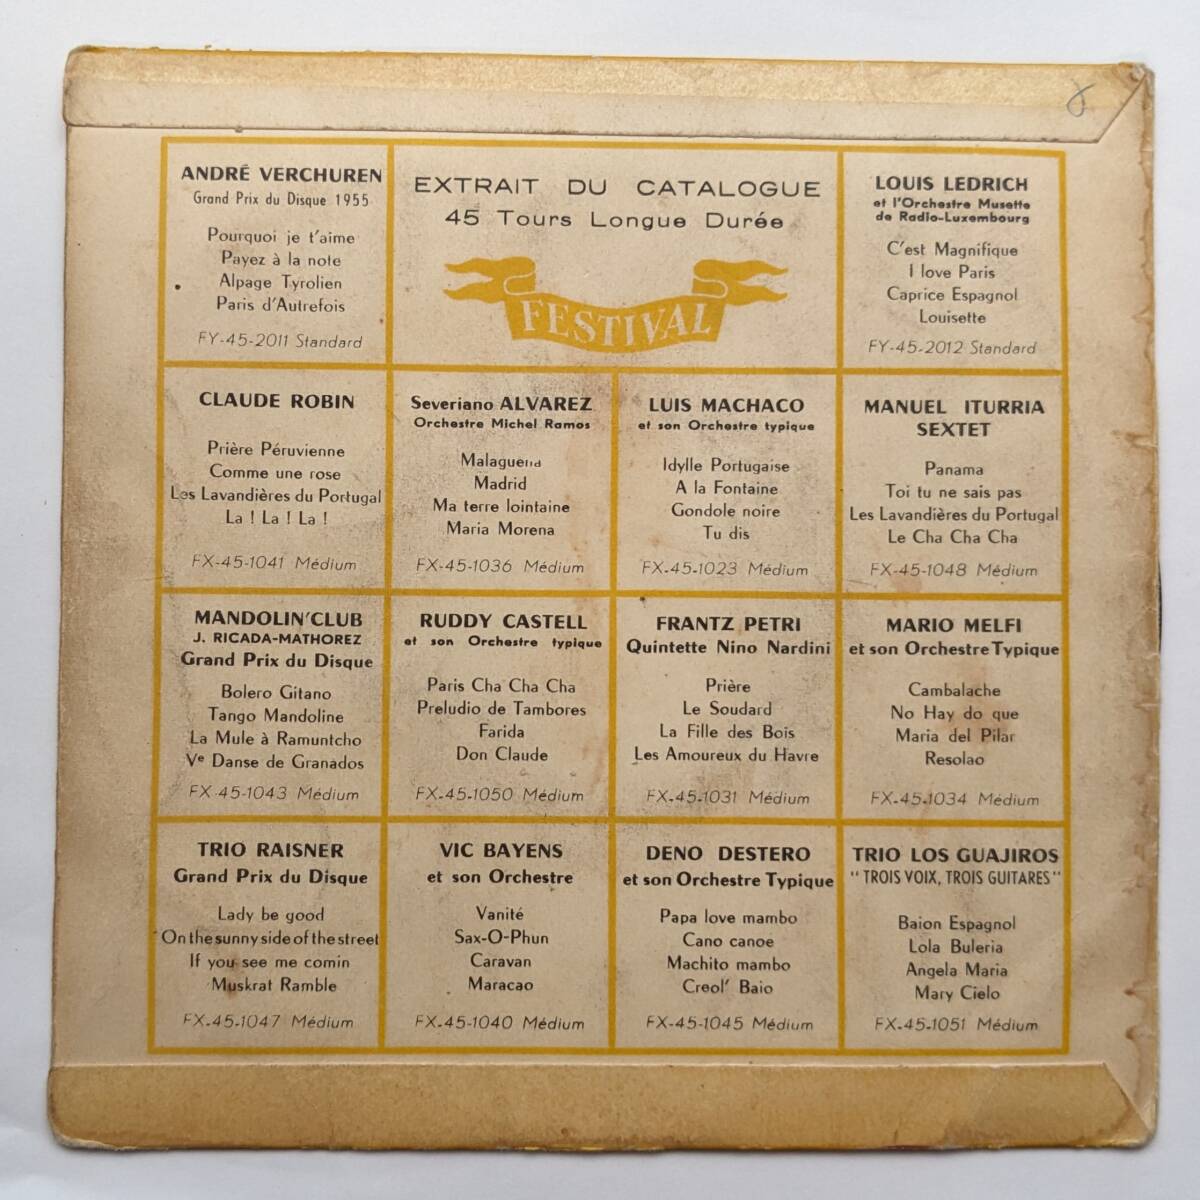 ANDRÉ VERCHUREN
Grand Prix du Disque 1955
Pourquoi je t'aime
Payez à la note
Alpage Tyrolien
Paris d'Autrefois
FY-45-2011 Standard
EXTRAIT DU CATALOGUE
45 Tours Longue Durée
FESTIVAL
LOUIS LEDRICH
et l'Orchestre Musette
de Radio-Luxembourg
C'est Magnifique
I love Paris
Caprice Espagnol
Louisette
FY-45-2012 Standard
CLAUDE ROBIN
Prière Péruvienne
Comme une rose
Les Lavandières du Portugal
La ! La ! La !
FX-45-1041 Médium
Severiano ALVAREZ
Orchestre Michel Ramos
Malaguena
Madrid
Ma terre lointaine
Maria Morena
FX-45-1036 Médium
LUIS MACHACO
et son Orchestre typique
Idylle Portugaise
A la Fontaine
Gondole noire
Tu dis
FX-45-1023 Médium
MANUEL ITURRIA
SEXTET
Panama
Toi tu ne sais pas
Les Lavandières du Portugal
Le Cha Cha Cha
FX-45-1048 Médium
MANDOLIN'CLUB
J. RICADA-MATHOREZ
Grand Prix du Disque
Bolero Gitano
Tango Mandoline
La Mule à Ramuntcho
Ve Danse de Granados
FX-45-1043 Médium
RUDDY CASTELL
et son Orchestre typique
Paris Cha Cha Cha
Preludio de Tambores
Farida
Don Claude
FX-45-1050 Médium
FRANTZ PETRI
Quintette Nino Nardini
Prière
Le Soudard
La Fille des Bois
Les Amoureux du Havre
FX-45-1031 Médium
MARIO MELFI
et son Orchestre Typique
Cambalache
No Hay do que
Maria del Pilar
Resolao
FX-45-1034 Médium
TRIO RAISNER
Grand Prix du Disque
Lady be good
On the sunny side of the street
If you see me comin
Muskrat Ramble
FX-45-1047 Médium
VIC BAYENS
et son Orchestre
Vanité
Sax-O-Phun
Caravan
Maracao
FX-45-1040 Médium
DENO DESTERO
et son Orchestre Typique
Papa love mambo
Cano canoe
Machito mambo
Creol' Baio
FX-45-1045 Médium
TRIO LOS GUAJIROS
"TROIS VOIX, TROIS GUITARES"
Baion Espagnol
Lola Buleria
Angela Maria
Mary Cielo
FX-45-1051 Médium